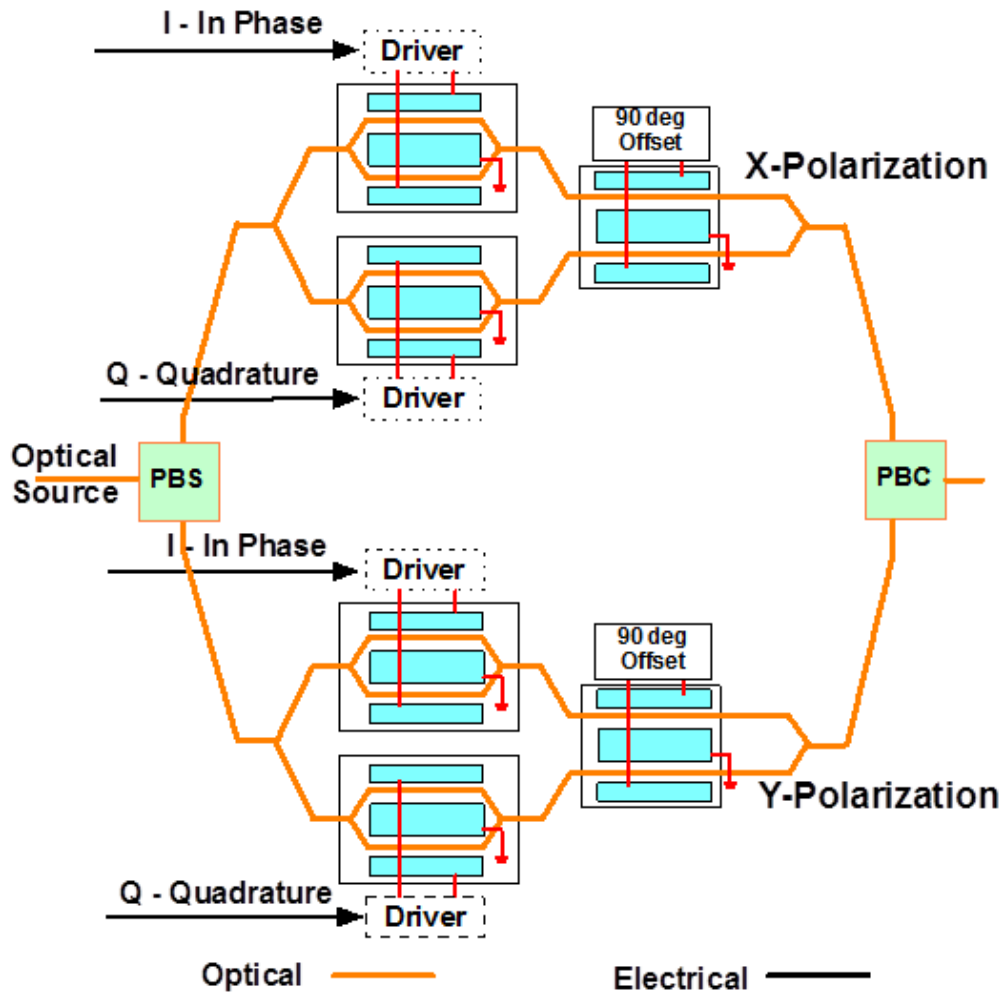 I - In Phase
Driver
90 deg
Offset
X-Polarization
Q - Quadrature
Driver
Optical
Source
PBS
PBC
I - In Phase
Driver
90 deg
Offset
Y-Polarization
Q - Quadrature
Driver
Optical
Electrical